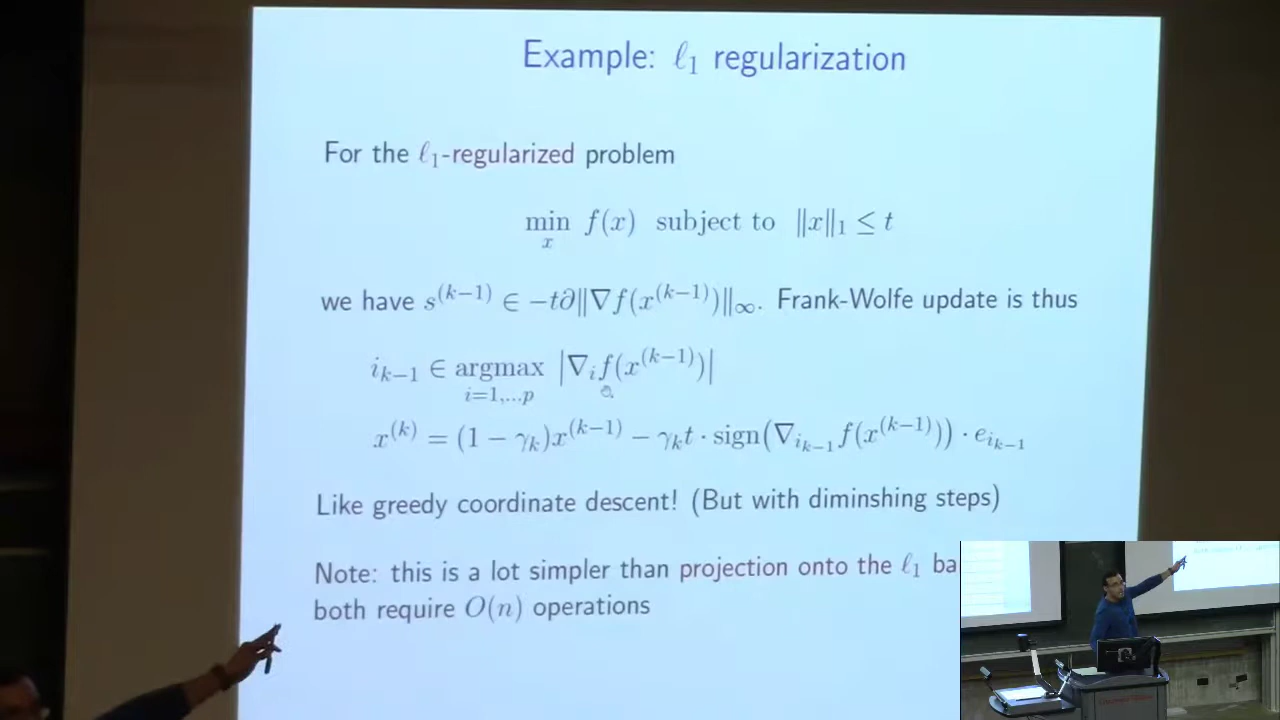 Example: ℓ₁ regularization
For the ℓ₁-regularized problem
min f(x) subject to ‖x‖₁ ≤ t
x
we have s^(k−1) ∈ −t∂‖∇f(x^(k−1))‖∞. Frank-Wolfe update is thus
i_{k−1} ∈ argmax |∇_i f(x^(k−1))|
i=1,...p
x^(k) = (1 − γ_k)x^(k−1) − γ_k t · sign(∇_{i_{k−1}} f(x^(k−1))) · e_{i_{k−1}}
Like greedy coordinate descent! (But with diminshing steps)
Note: this is a lot simpler than projection onto the ℓ₁ ba
both require O(n) operations